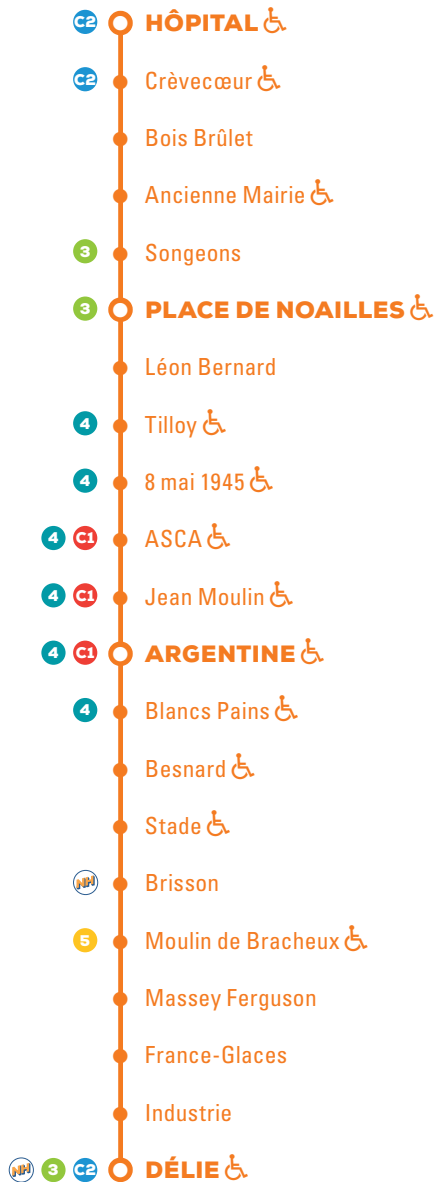 C2 HÔPITAL
C2 Crèvecœur
Bois Brûlet
Ancienne Mairie
3 Songeons
3 PLACE DE NOAILLES
Léon Bernard
4 Tilloy
4 8 mai 1945
4 C1 ASCA
4 C1 Jean Moulin
4 C1 ARGENTINE
4 Blancs Pains
Besnard
Stade
NH Brisson
5 Moulin de Bracheux
Massey Ferguson
France-Glaces
Industrie
NH 3 C2 DÉLIE